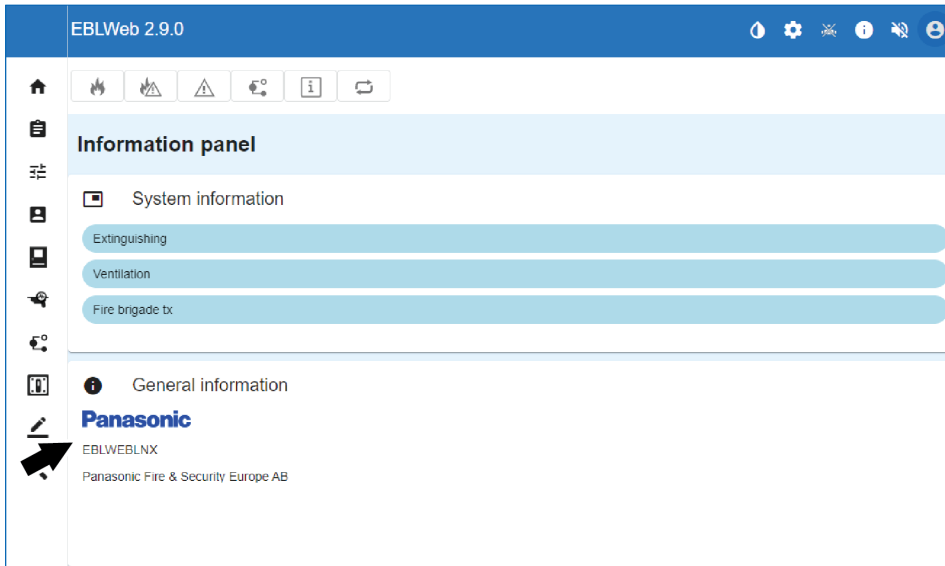 EBLWeb 2.9.0
Information panel
System information
Extinguishing
Ventilation
Fire brigade tx
General information
Panasonic
EBLWEBLNX
Panasonic Fire & Security Europe AB